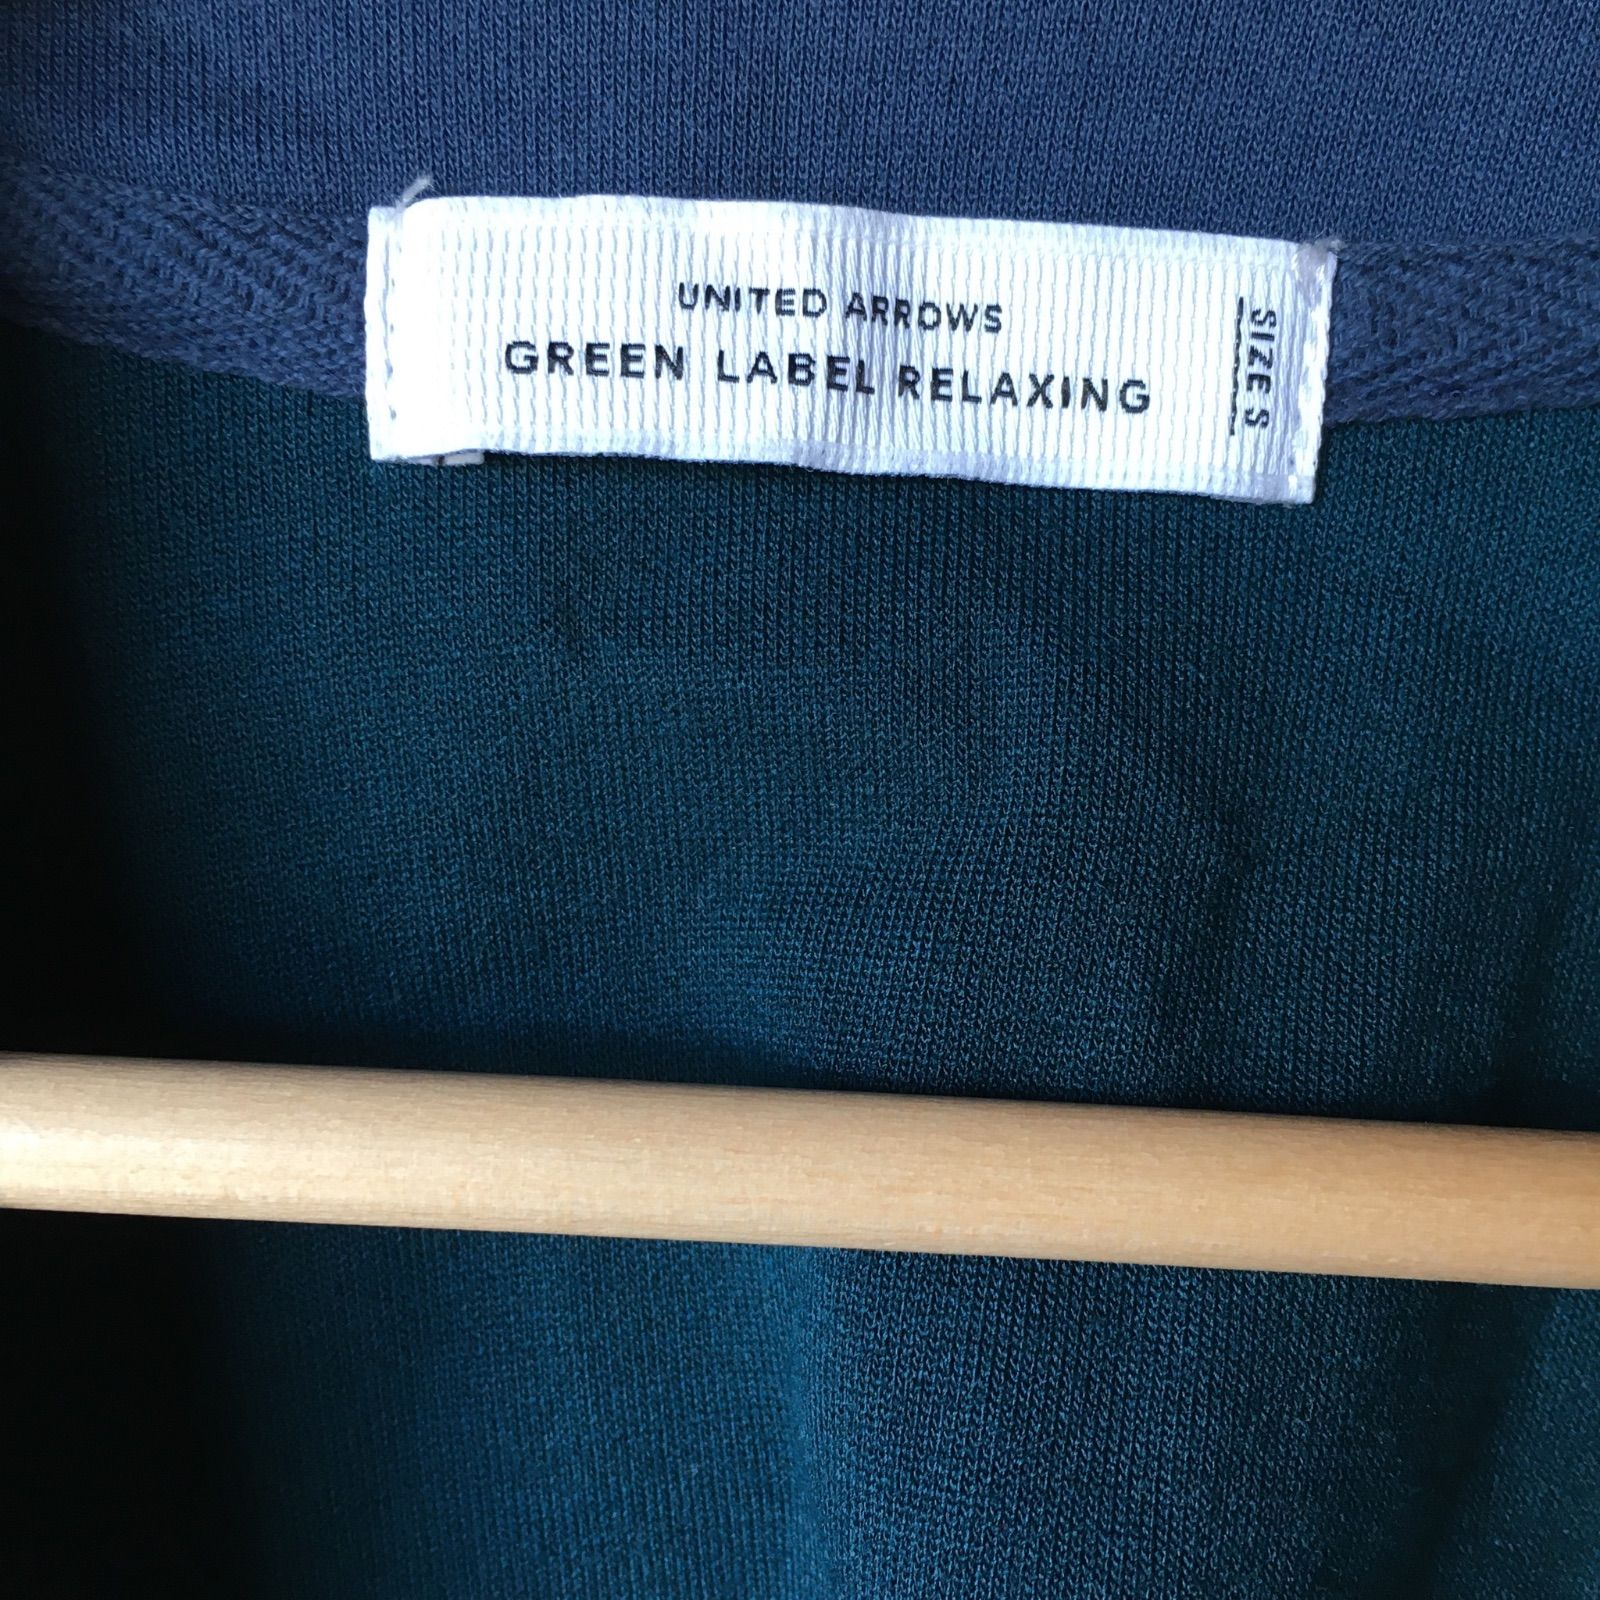 UNITED ARROWS
GREEN LABEL RELAXING
SIZE S